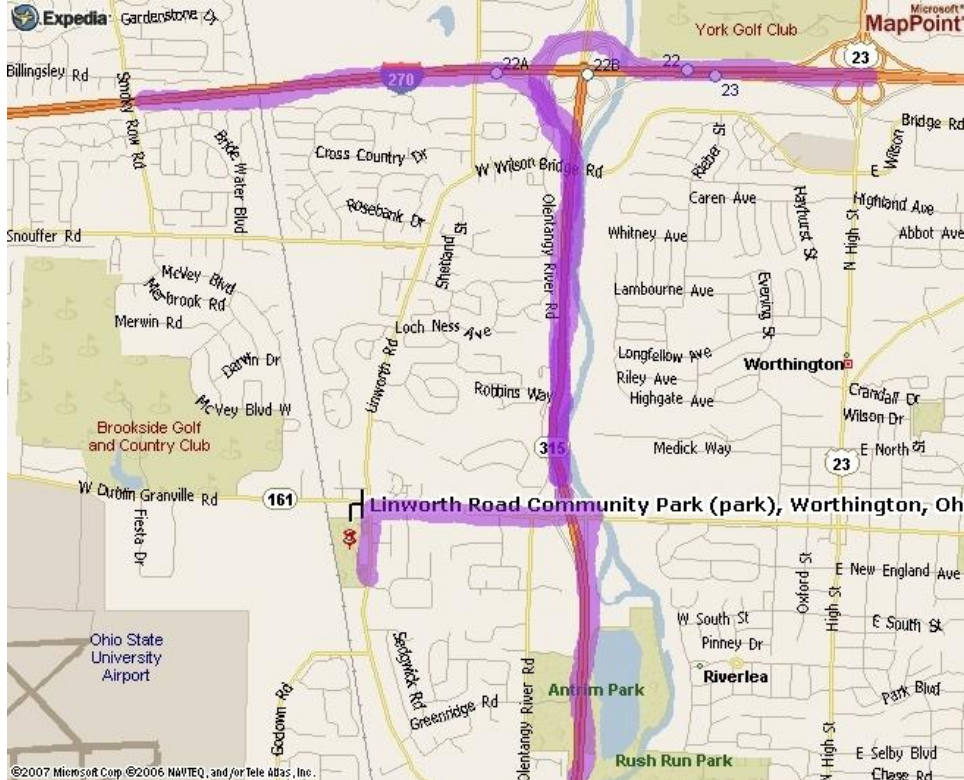 Expedia
Gardenstone Cr
Microsoft®
MapPoint®
York Golf Club
Billingsley Rd
270
22A
22B
22
23
23
Smoky Row Rd
Bridge Rd
E Wilson
Bride Water Blvd
Cross Country Dr
W Wilson Bridge Rd
Rieber St
Caren Ave
Hayhurst St
Highland Ave
Rosebank Dr
Snouffer Rd
Shetland St
Olentangy River Rd
Whitney Ave
N High St
Abbot Ave
McVey Blvd
Merwin Rd
Lambourne Ave
Evening St
Loch Ness Ave
Linworth Rd
Darwin Dr
Longfellow Ave
Worthington
Robbins Way
Riley Ave
Highgate Ave
Crandall Dr
Wilson Dr
McVey Blvd W
Brookside Golf
and Country Club
315
Medick Way
E North St
23
W Dublin Granville Rd
161
Linworth Road Community Park (park), Worthington, Oh
Fiesta Dr
Oxford St
E New England Ave
High St
Ohio State
University
Airport
W South St
E South St
Pinney Dr
Riverlea
Sedgwick Rd
Godown Rd
Greenridge Rd
Olentangy River Rd
Antrim Park
Park Blvd
N High St
Rush Run Park
E Selby Blvd
Chase Rd
©2007 Microsoft Corp ©2006 NAVTEQ, and/or Tele Atlas, Inc.